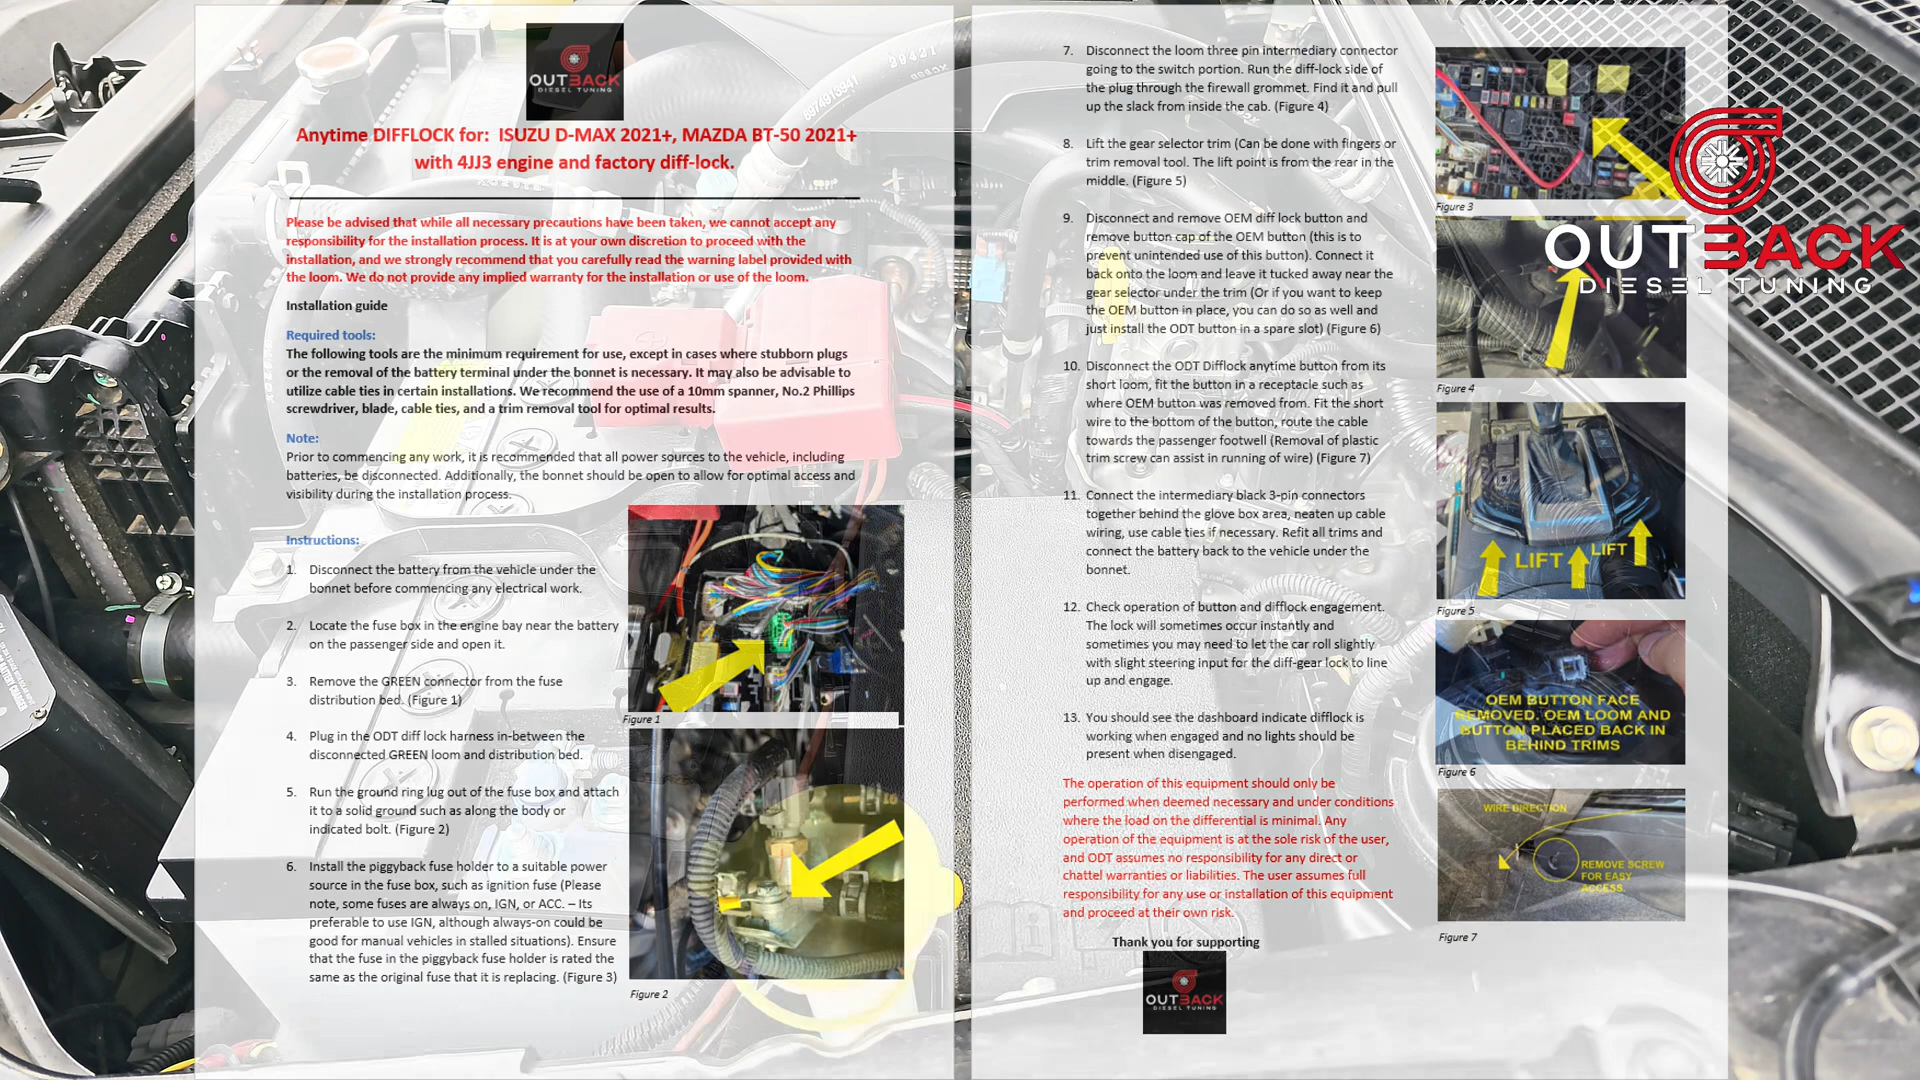 OUTBACK
DIESEL TUNING
Anytime DIFFLOCK for: ISUZU D-MAX 2021+, MAZDA BT-50 2021+
with 4JJ3 engine and factory diff-lock.
Please be advised that while all necessary precautions have been taken, we cannot accept any
responsibility for the installation process. It is at your own discretion to proceed with the
installation, and we strongly recommend that you carefully read the warning label provided with
the loom. We do not provide any implied warranty for the installation or use of the loom.
Installation guide
Required tools:
The following tools are the minimum requirement for use, except in cases where stubborn plugs
or the removal of the battery terminal under the bonnet is necessary. It may also be advisable to
utilize cable ties in certain installations. We recommend the use of a 10mm spanner, No.2 Phillips
screwdriver, blade, cable ties, and a trim removal tool for optimal results.
Note:
Prior to commencing any work, it is recommended that all power sources to the vehicle, including
batteries, be disconnected. Additionally, the bonnet should be open to allow for optimal access and
visibility during the installation process.
Instructions:
1. Disconnect the battery from the vehicle under the
bonnet before commencing any electrical work.
2. Locate the fuse box in the engine bay near the battery
on the passenger side and open it.
3. Remove the GREEN connector from the fuse
distribution bed. (Figure 1)
4. Plug in the ODT diff lock harness in-between the
disconnected GREEN loom and distribution bed.
5. Run the ground ring lug out of the fuse box and attach
it to a solid ground such as along the body or
indicated bolt. (Figure 2)
6. Install the piggyback fuse holder to a suitable power
source in the fuse box, such as ignition fuse (Please
note, some fuses are always on, IGN, or ACC. – Its
preferable to use IGN, although always-on could be
good for manual vehicles in stalled situations). Ensure
that the fuse in the piggyback fuse holder is rated the
same as the original fuse that it is replacing. (Figure 3)
Figure 1
Figure 2
7. Disconnect the loom three pin intermediary connector
going to the switch portion. Run the diff-lock side of
the plug through the firewall grommet. Find it and pull
up the slack from inside the cab. (Figure 4)
8. Lift the gear selector trim (Can be done with fingers or
trim removal tool. The lift point is from the rear in the
middle. (Figure 5)
9. Disconnect and remove OEM diff lock button and
remove button cap of the OEM button (this is to
prevent unintended use of this button). Connect it
back onto the loom and leave it tucked away near the
gear selector under the trim (Or if you want to keep
the OEM button in place, you can do so as well and
just install the ODT button in a spare slot) (Figure 6)
10. Disconnect the ODT Difflock anytime button from its
short loom, fit the button in a receptacle such as
where OEM button was removed from. Fit the short
wire to the bottom of the button, route the cable
towards the passenger footwell (Removal of plastic
trim screw can assist in running of wire) (Figure 7)
11. Connect the intermediary black 3-pin connectors
together behind the glove box area, neaten up cable
wiring, use cable ties if necessary. Refit all trims and
connect the battery back to the vehicle under the
bonnet.
12. Check operation of button and difflock engagement.
The lock will sometimes occur instantly and
sometimes you may need to let the car roll slightly
with slight steering input for the diff-gear lock to line
up and engage.
13. You should see the dashboard indicate difflock is
working when engaged and no lights should be
present when disengaged.
The operation of this equipment should only be
performed when deemed necessary and under conditions
where the load on the differential is minimal. Any
operation of the equipment is at the sole risk of the user,
and ODT assumes no responsibility for any direct or
chattel warranties or liabilities. The user assumes full
responsibility for any use or installation of this equipment
and proceed at their own risk.
Thank you for supporting
OUTBACK
DIESEL TUNING
Figure 3
OUTBACK
DIESEL TUNING
Figure 4
LIFT
LIFT
Figure 5
OEM BUTTON FACE
REMOVED. OEM LOOM AND
BUTTON PLACED BACK IN
BEHIND TRIMS
Figure 6
WIRE DIRECTION
REMOVE SCREW
FOR EASY
ACCESS.
Figure 7